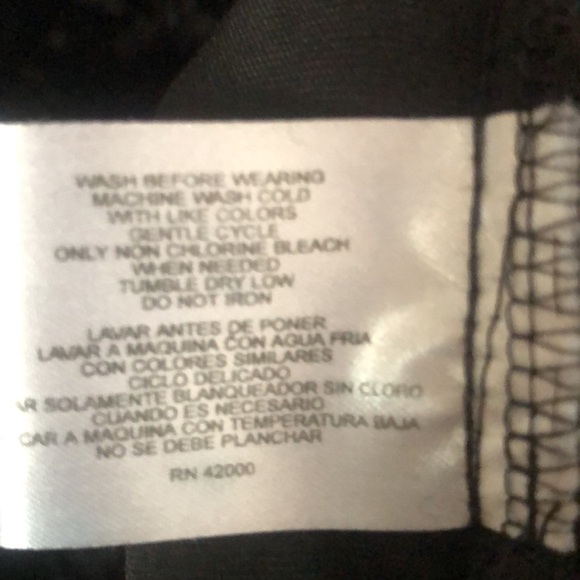 WASH BEFORE WEARING
MACHINE WASH COLD
WITH LIKE COLORS
GENTLE CYCLE
ONLY NON CHLORINE BLEACH
WHEN NEEDED
TUMBLE DRY LOW
DO NOT IRON
LAVAR ANTES DE PONER
LAVAR A MAQUINA CON AGUA FRIA
CON COLORES SIMILARES
CICLO DELICADO
AR SOLAMENTE BLANQUEADOR SIN CLORO
CUANDO ES NECESARIO
CAR A MAQUINA CON TEMPERATURA BAJA
NO SE DEBE PLANCHAR
RN 42000